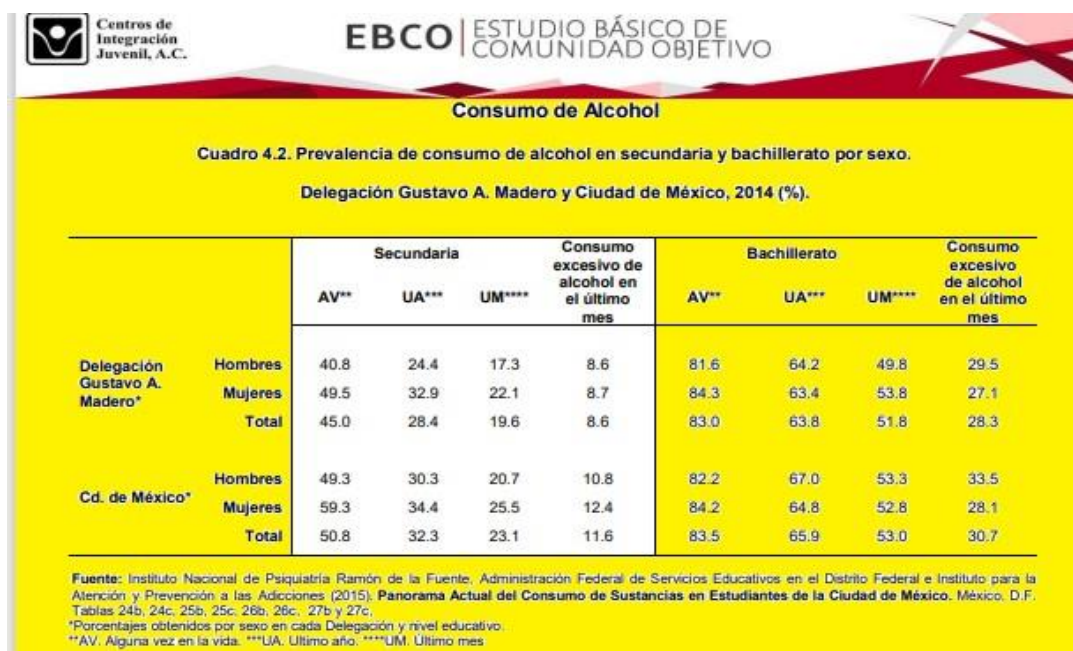 Centros de
Integración
Juvenil, A.C.
EBCO ESTUDIO BÁSICO DE
COMUNIDAD OBJETIVO
Consumo de Alcohol
Cuadro 4.2. Prevalencia de consumo de alcohol en secundaria y bachillerato por sexo.
Delegación Gustavo A. Madero y Ciudad de México, 2014 (%).
Secundaria Consumo excesivo de alcohol en el último mes Bachillerato Consumo excesivo de alcohol en el último mes
AV** UA*** UM**** AV** UA*** UM****
Delegación Gustavo A. Madero*
Hombres 40.8 24.4 17.3 8.6 81.6 64.2 49.8 29.5
Mujeres 49.5 32.9 22.1 8.7 84.3 63.4 53.8 27.1
Total 45.0 28.4 19.6 8.6 83.0 63.8 51.8 28.3
Cd. de México*
Hombres 49.3 30.3 20.7 10.8 82.2 67.0 53.3 33.5
Mujeres 59.3 34.4 25.5 12.4 84.2 64.8 52.8 28.1
Total 50.8 32.3 23.1 11.6 83.5 65.9 53.0 30.7
Fuente: Instituto Nacional de Psiquiatría Ramón de la Fuente, Administración Federal de Servicios Educativos en el Distrito Federal e Instituto para la
Atención y Prevención a las Adicciones (2015). Panorama Actual del Consumo de Sustancias en Estudiantes de la Ciudad de México. México, D.F.
Tablas 24b, 24c, 25b, 25c, 26b, 26c, 27b y 27c.
*Porcentajes obtenidos por sexo en cada Delegación y nivel educativo.
**AV. Alguna vez en la vida. ***UA. Ultimo año. ****UM. Último mes